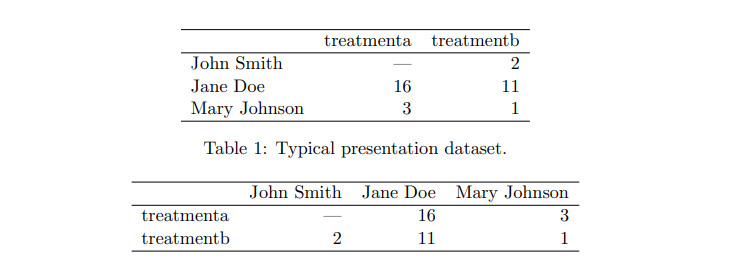 treatmenta treatmentb
John Smith — 2
Jane Doe 16 11
Mary Johnson 3 1
Table 1: Typical presentation dataset.
John Smith Jane Doe Mary Johnson
treatmenta — 16 3
treatmentb 2 11 1